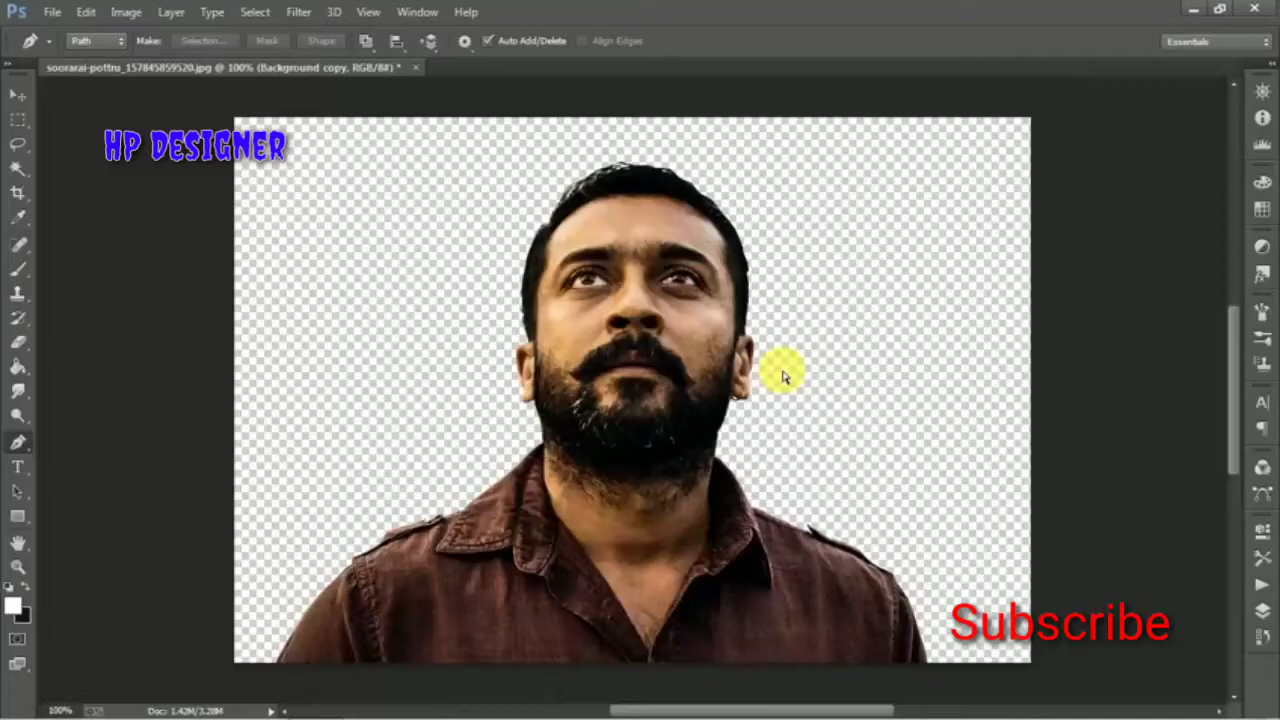 Ps File Edit Image Layer Type Select Filter 3D View Window Help
Path Make: Selection... Mask Shape Auto Add/Delete Align Edges Essentials
soorarai-pottru_157845859520.jpg @ 100% (Background copy, RGB/8#) * ×
HP DESIGNER
Subscribe
100% Doc: 1.42M/3.28M